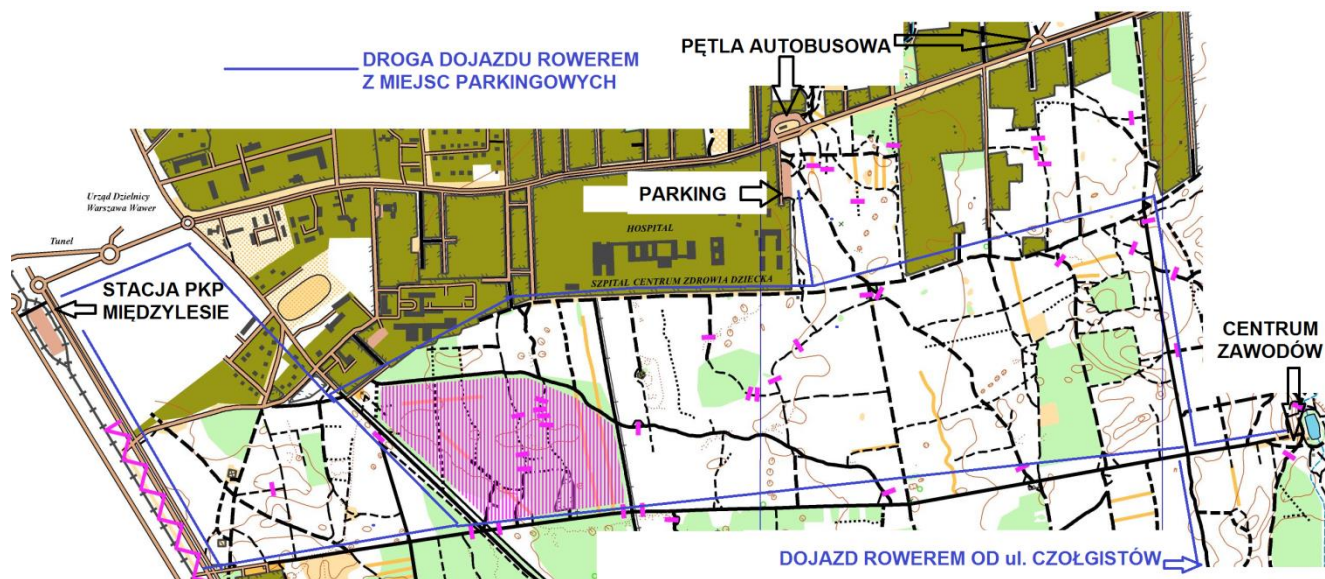 DROGA DOJAZDU ROWEREM
Z MIEJSC PARKINGOWYCH
PĘTLA AUTOBUSOWA
PARKING
Urząd Dzielnicy
Warszawa Wawer
Tunel
HOSPITAL
SZPITAL CENTRUM ZDROWIA DZIECKA
STACJA PKP
MIĘDZYLESIE
CENTRUM
ZAWODÓW
DOJAZD ROWEREM OD ul. CZOŁGISTÓW